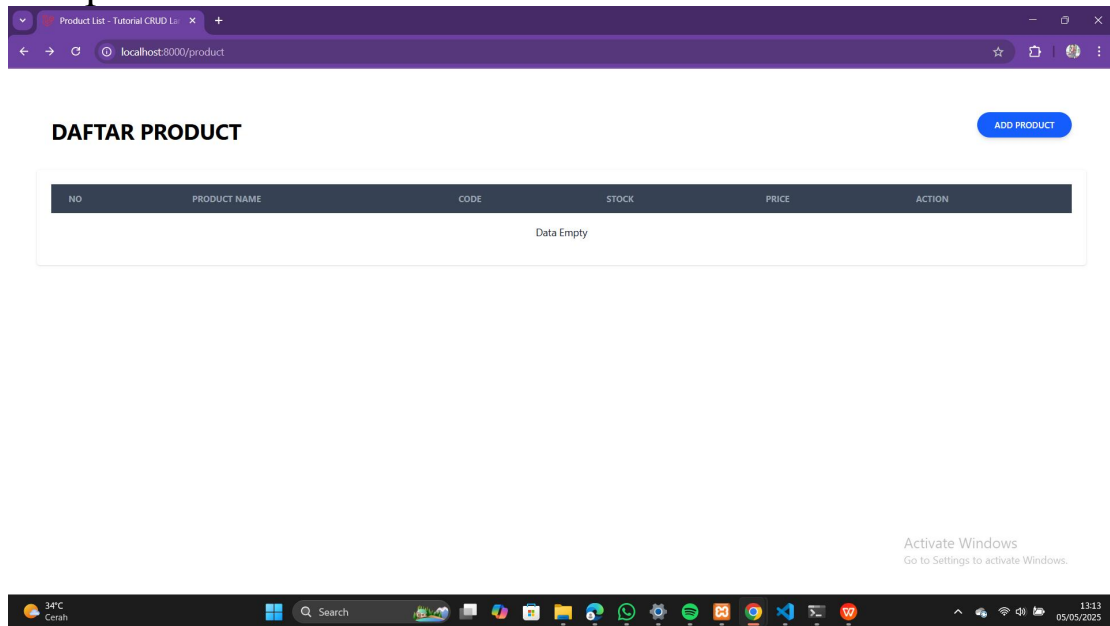 Product List - Tutorial CRUD La
localhost:8000/product
DAFTAR PRODUCT
ADD PRODUCT
NO PRODUCT NAME CODE STOCK PRICE ACTION
Data Empty
Activate Windows
Go to Settings to activate Windows.
34°C
Cerah
Search
13:13
05/05/2025